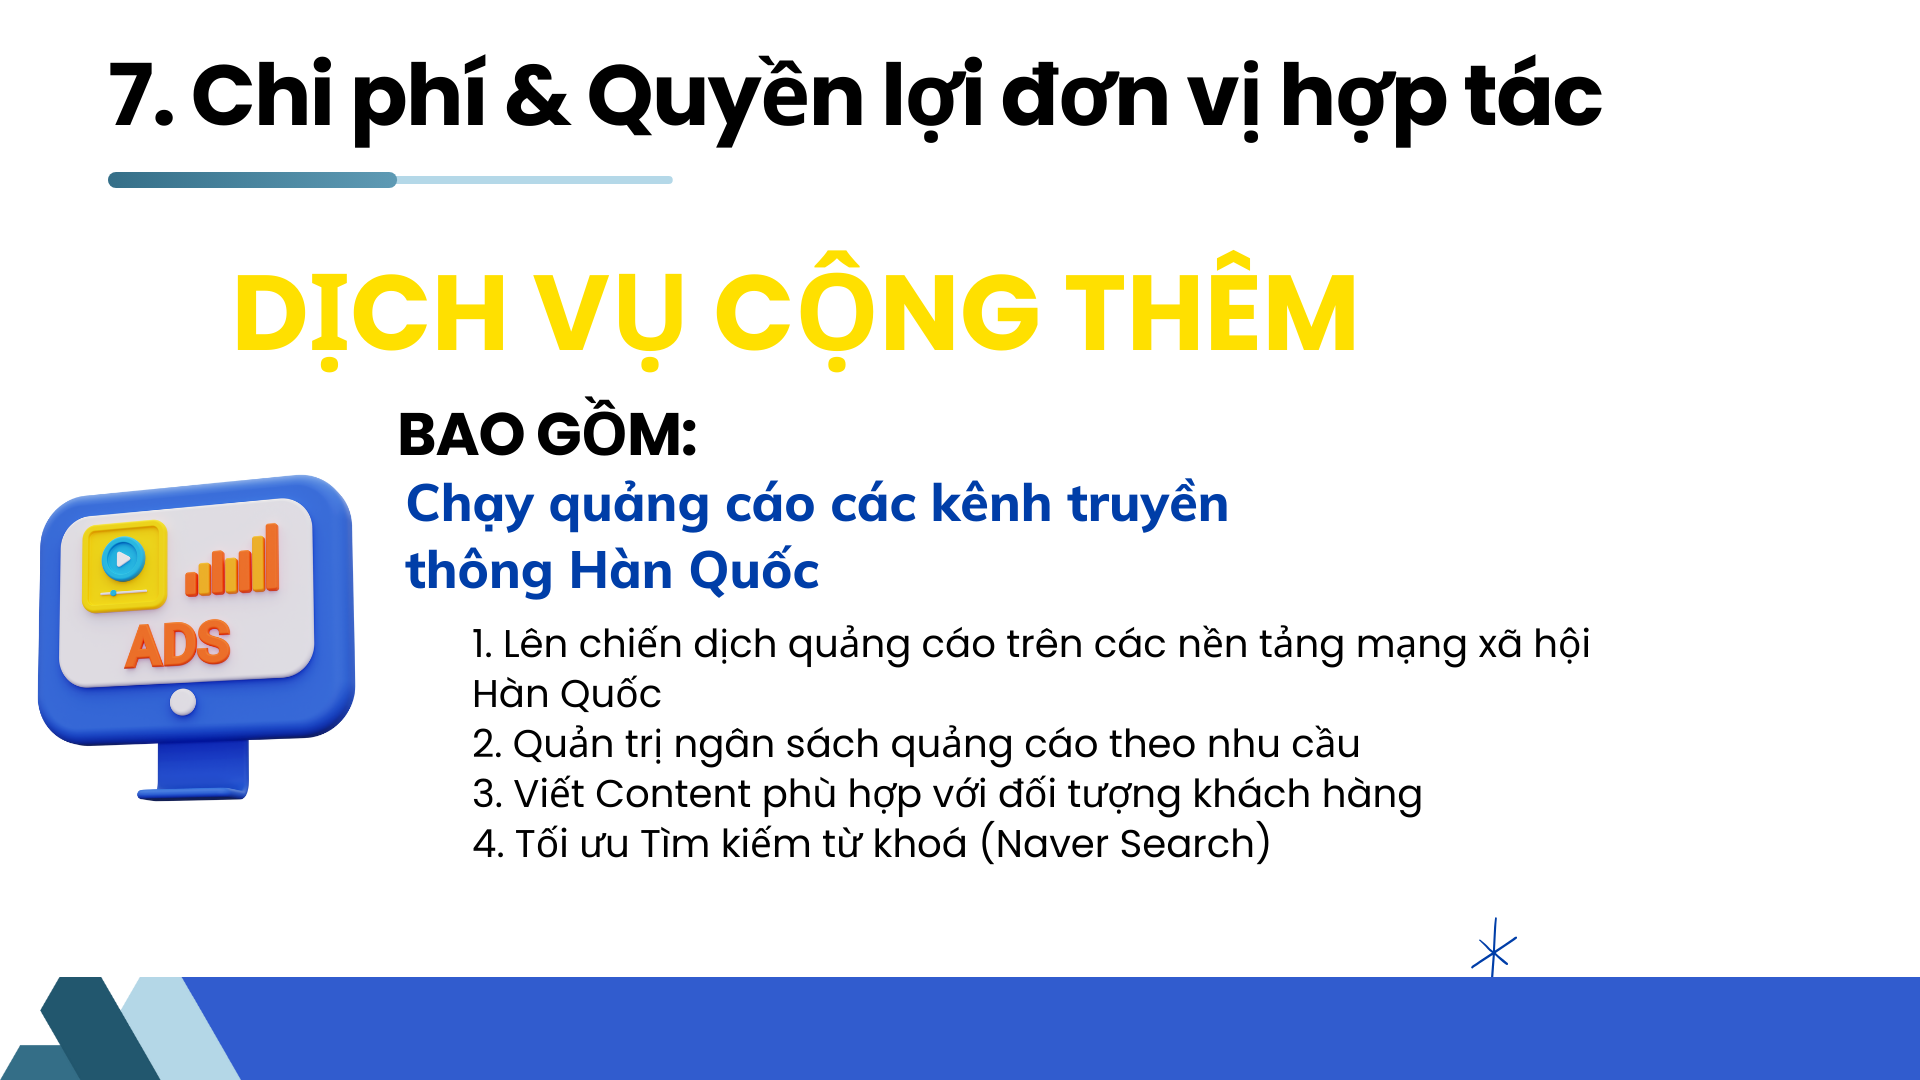 7. Chi phí & Quyền lợi đơn vị hợp tác
DỊCH VỤ CỘNG THÊM
BAO GỒM:
Chạy quảng cáo các kênh truyền
thông Hàn Quốc
ADS
1. Lên chiến dịch quảng cáo trên các nền tảng mạng xã hội
Hàn Quốc
2. Quản trị ngân sách quảng cáo theo nhu cầu
3. Viết Content phù hợp với đối tượng khách hàng
4. Tối ưu Tìm kiếm từ khoá (Naver Search)